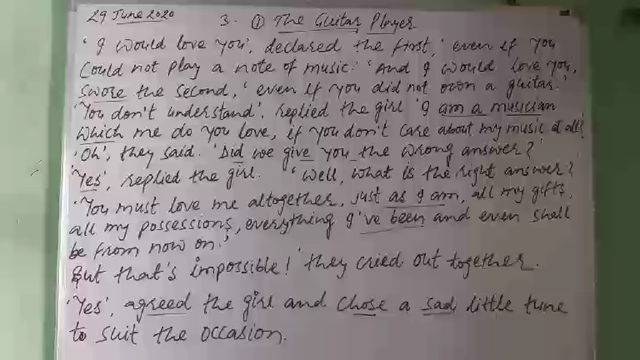 29 June 2020
3. ① The Guitar Player
'I would love you', declared the first, 'even if you
could not play a note of music.' 'And I would love you,
swore the second, 'even if you did not own a guitar.'
'You don't understand', replied the girl 'I am a musician
which me do you love, if you don't care about my music at all?
'Oh', they said. 'Did we give you the wrong answer?'
'Yes', replied the girl. 'Well, what is the right answer?'
'You must love me altogether, just as I am, all my gifts,
all my possessions, everything I've been and even shall
be from now on.'
But that's impossible!' they cried out together.
'Yes', agreed the girl and chose a sad little tune
to suit the occasion.